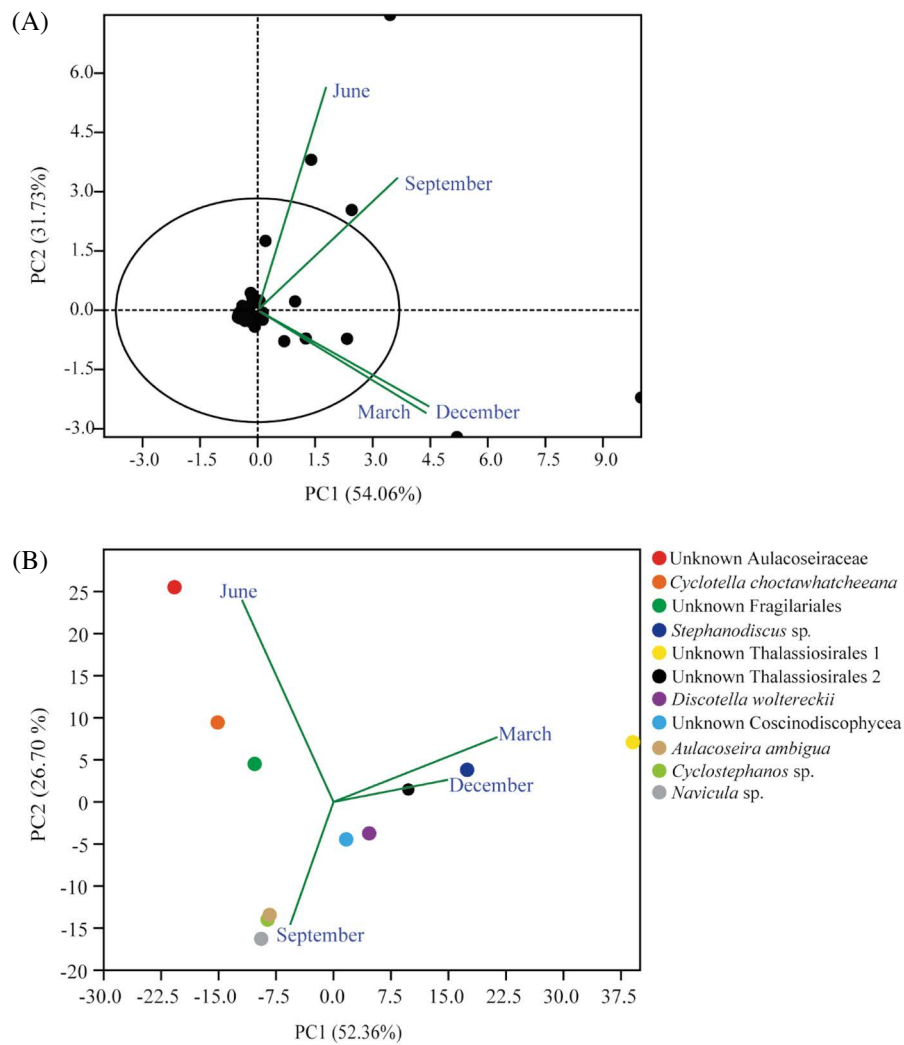 (A)
6.0
4.5
3.0
1.5
0.0
-1.5
-3.0
PC2 (31.73%)
June
September
March
December
-3.0
-1.5
0.0
1.5
3.0
4.5
6.0
7.5
9.0
PC1 (54.06%)
(B)
25
20
15
10
5
0
-5
-10
-15
-20
PC2 (26.70 %)
June
March
December
September
-30.0
-22.5
-15.0
-7.5
0.0
7.5
15.0
22.5
30.0
37.5
PC1 (52.36%)
Unknown Aulacoseiraceae
Cyclotella choctawhatcheeana
Unknown Fragilariales
Stephanodiscus sp.
Unknown Thalassiosirales 1
Unknown Thalassiosirales 2
Discotella woltereckii
Unknown Coscinodiscophycea
Aulacoseira ambigua
Cyclostephanos sp.
Navicula sp.